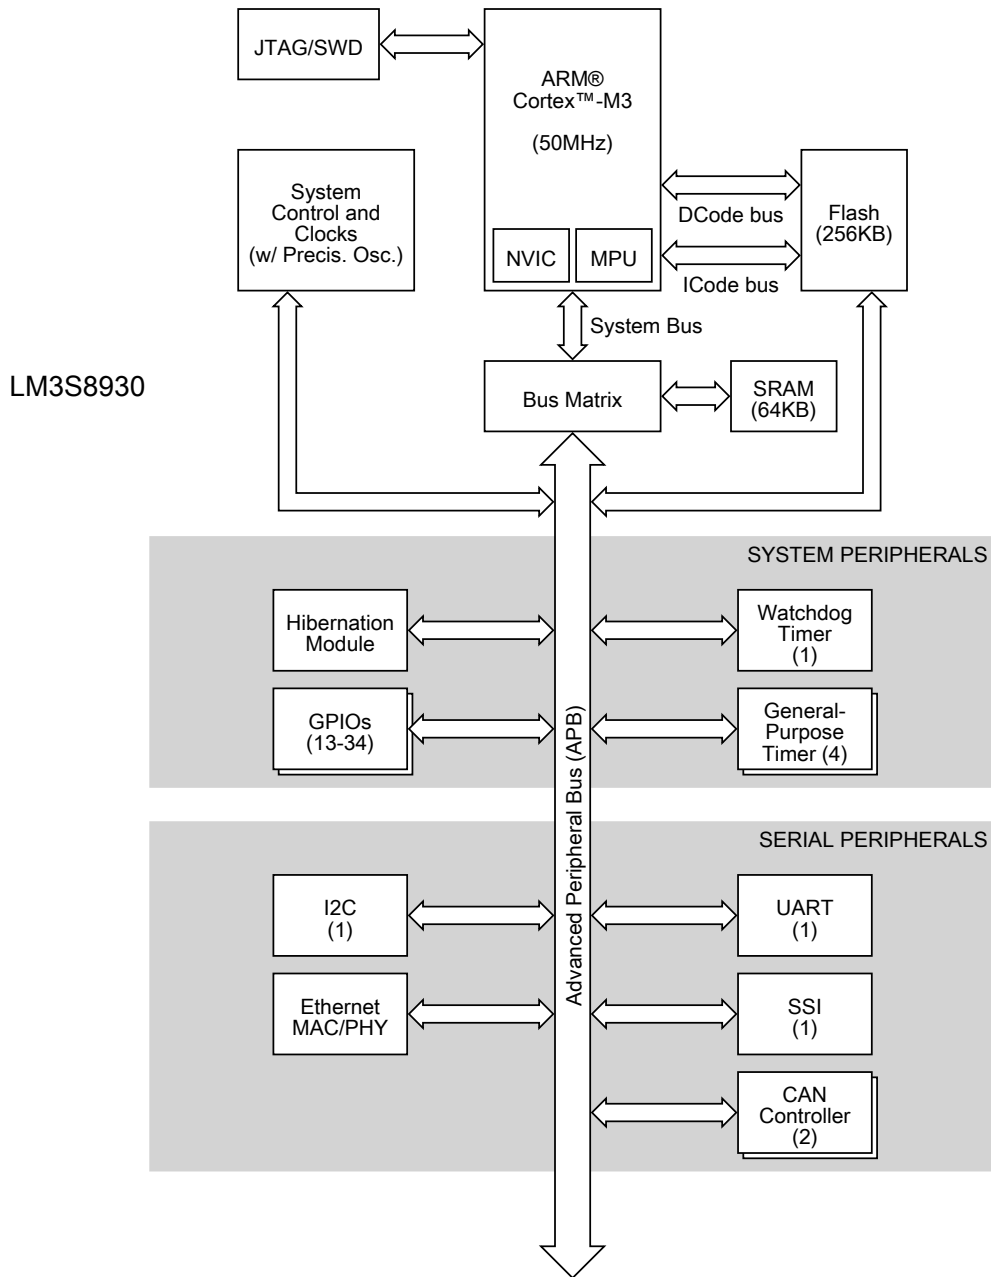 JTAG/SWD
ARM®
Cortex™-M3
(50MHz)
NVIC
MPU
System
Control and
Clocks
(w/ Precis. Osc.)
DCode bus
ICode bus
Flash
(256KB)
System Bus
LM3S8930
Bus Matrix
SRAM
(64KB)
Advanced Peripheral Bus (APB)
SYSTEM PERIPHERALS
Hibernation
Module
Watchdog
Timer
(1)
GPIOs
(13-34)
General-
Purpose
Timer (4)
SERIAL PERIPHERALS
I2C
(1)
UART
(1)
Ethernet
MAC/PHY
SSI
(1)
CAN
Controller
(2)